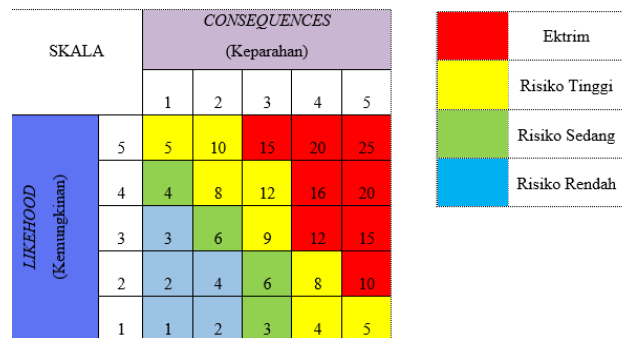 SKALA
CONSEQUENCES
(Keparahan)
1 2 3 4 5
LIKEHOOD
(Kemungkinan)
5 5 10 15 20 25
4 4 8 12 16 20
3 3 6 9 12 15
2 2 4 6 8 10
1 1 2 3 4 5
Ektrim
Risiko Tinggi
Risiko Sedang
Risiko Rendah